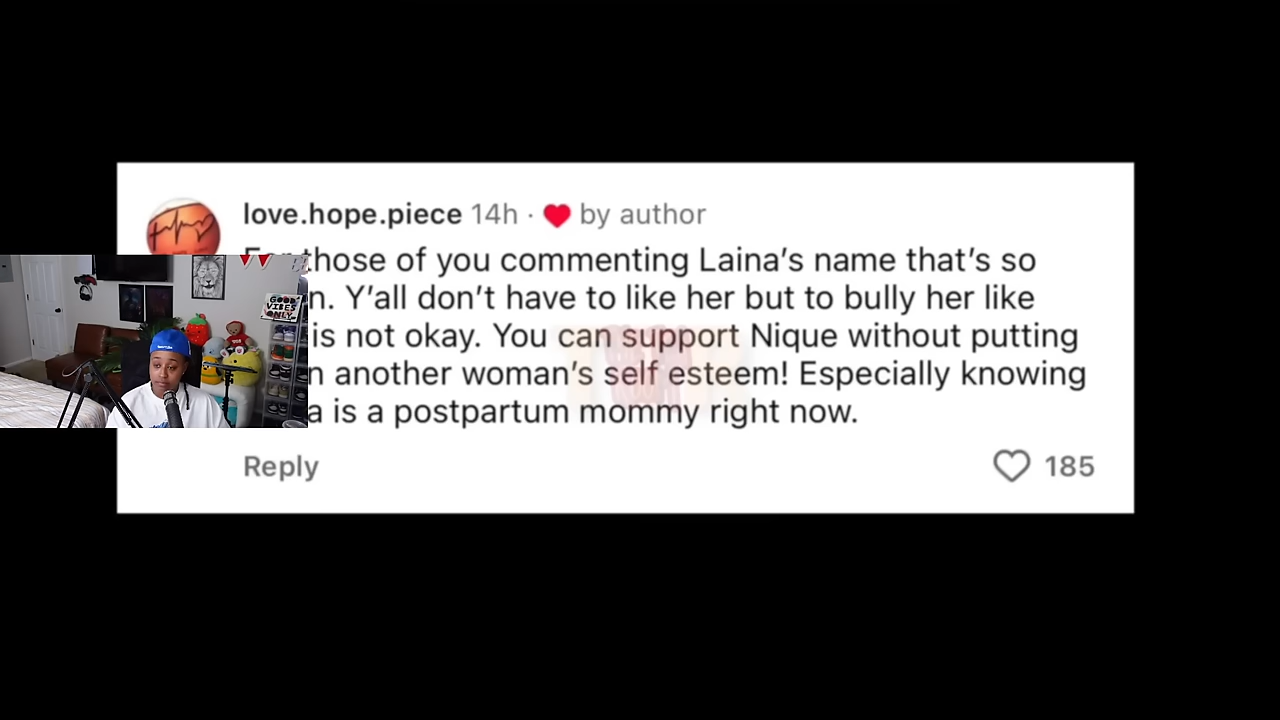 love.hope.piece 14h · ❤️ by author
those of you commenting Laina’s name that’s so
n. Y’all don’t have to like her but to bully her like
is not okay. You can support Nique without putting
n another woman’s self esteem! Especially knowing
a is a postpartum mommy right now.
Reply
185
GOOD
VIBES
ONLY